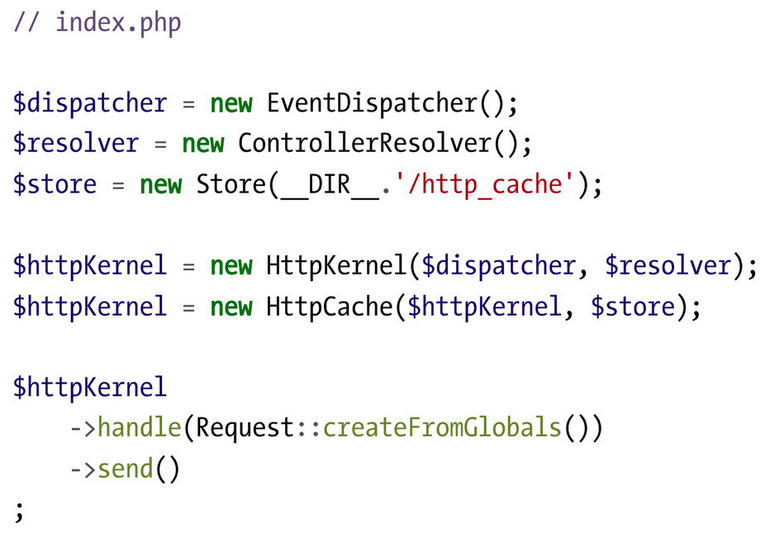 // index.php
$dispatcher = new EventDispatcher();
$resolver = new ControllerResolver();
$store = new Store(__DIR__.'/http_cache');
$httpKernel = new HttpKernel($dispatcher, $resolver);
$httpKernel = new HttpCache($httpKernel, $store);
$httpKernel
    ->handle(Request::createFromGlobals())
    ->send()
;